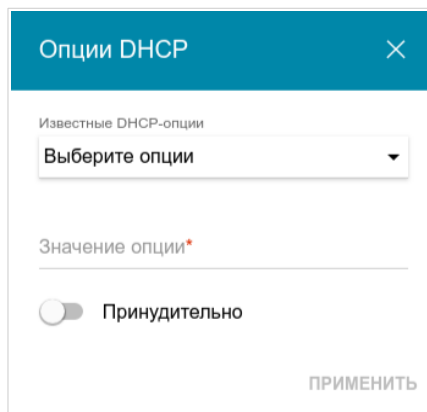 Опции DHCP
Известные DHCP-опции
Выберите опции
Значение опции*
Принудительно
ПРИМЕНИТЬ